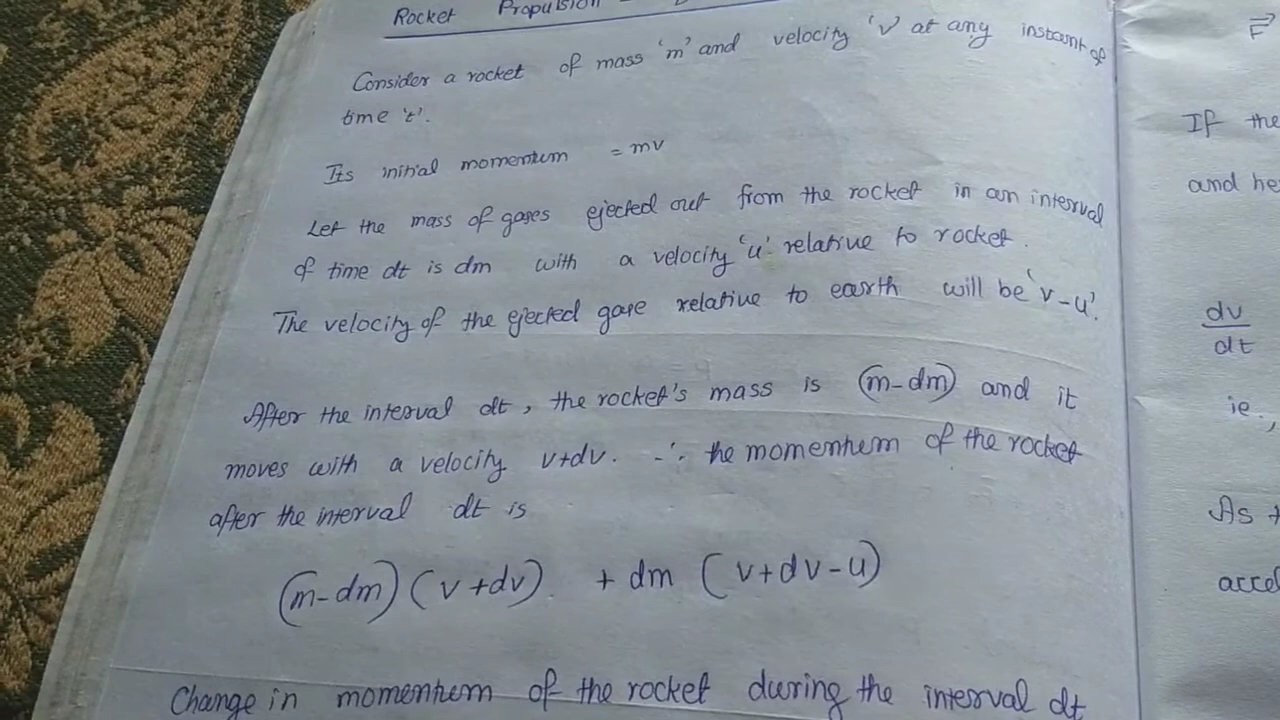 Rocket Propulsion
Consider a rocket of mass 'm' and velocity 'v' at any instant of
time 't'.
Its initial momentum = mv
Let the mass of gases ejected out from the rocket in an interval
of time dt is dm with a velocity 'u' relative to rocket.
The velocity of the ejected gase relative to earth will be 'v-u'.
After the interval dt, the rocket's mass is (m-dm) and it
moves with a velocity v+dv. ∴ the momentum of the rocket
after the interval dt is
(m-dm)(v+dv) + dm (v+dv-u)
Change in momentum of the rocket during the interval dt
F→
If the
and he
dv
dt
ie.,
As
accel